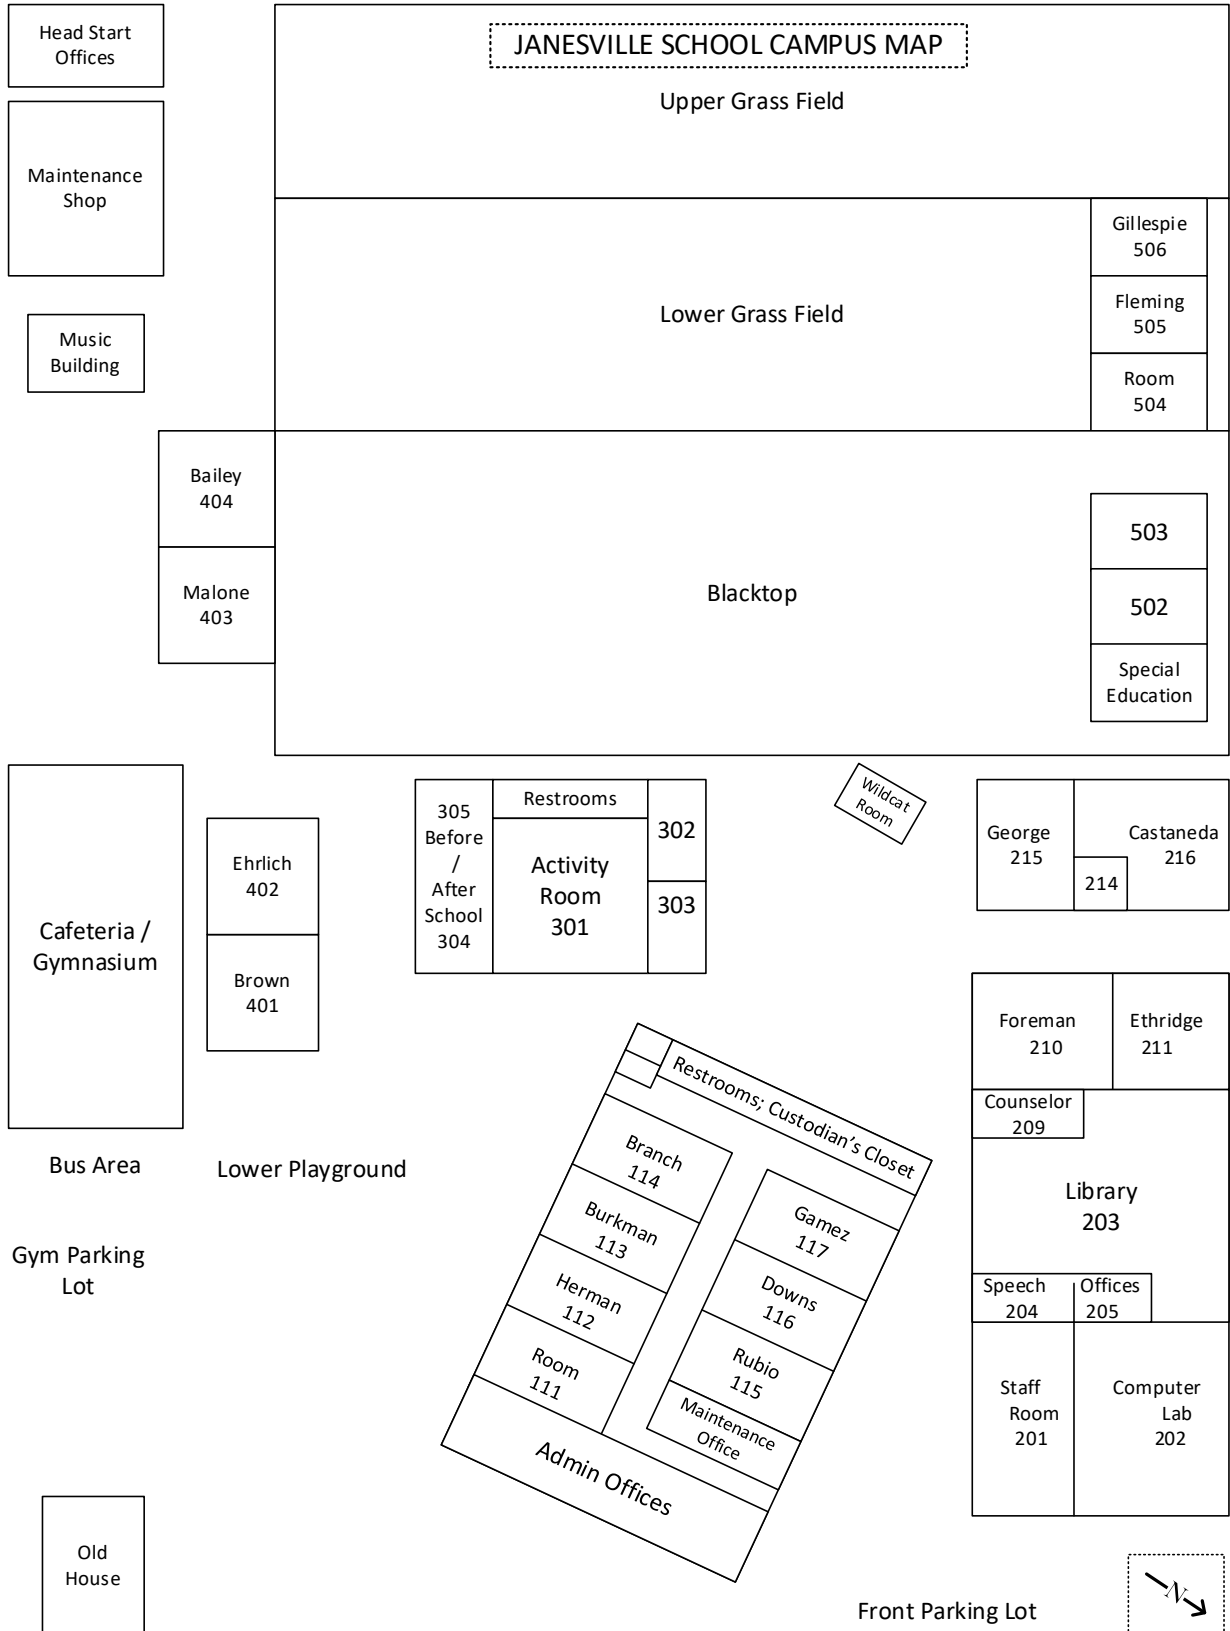 Head Start
Offices
JANESVILLE SCHOOL CAMPUS MAP
Upper Grass Field
Maintenance
Shop
Gillespie
506
Lower Grass Field
Fleming
505
Music
Building
Room
504
Bailey
404
503
Malone
403
Blacktop
502
Special
Education
Cafeteria /
Gymnasium
Ehrlich
402
Brown
401
305
Before
/
After
School
304
Restrooms
Activity
Room
301
302
303
Wildcat
Room
George
215
214
Castaneda
216
Foreman
210
Ethridge
211
Counselor
209
Library
203
Speech
204
Offices
205
Staff
Room
201
Computer
Lab
202
Bus Area
Lower Playground
Gym Parking
Lot
Restrooms; Custodian's Closet
Branch
114
Burkman
113
Herman
112
Room
111
Gamez
117
Downs
116
Rubio
115
Maintenance
Office
Admin Offices
Old
House
Front Parking Lot
N